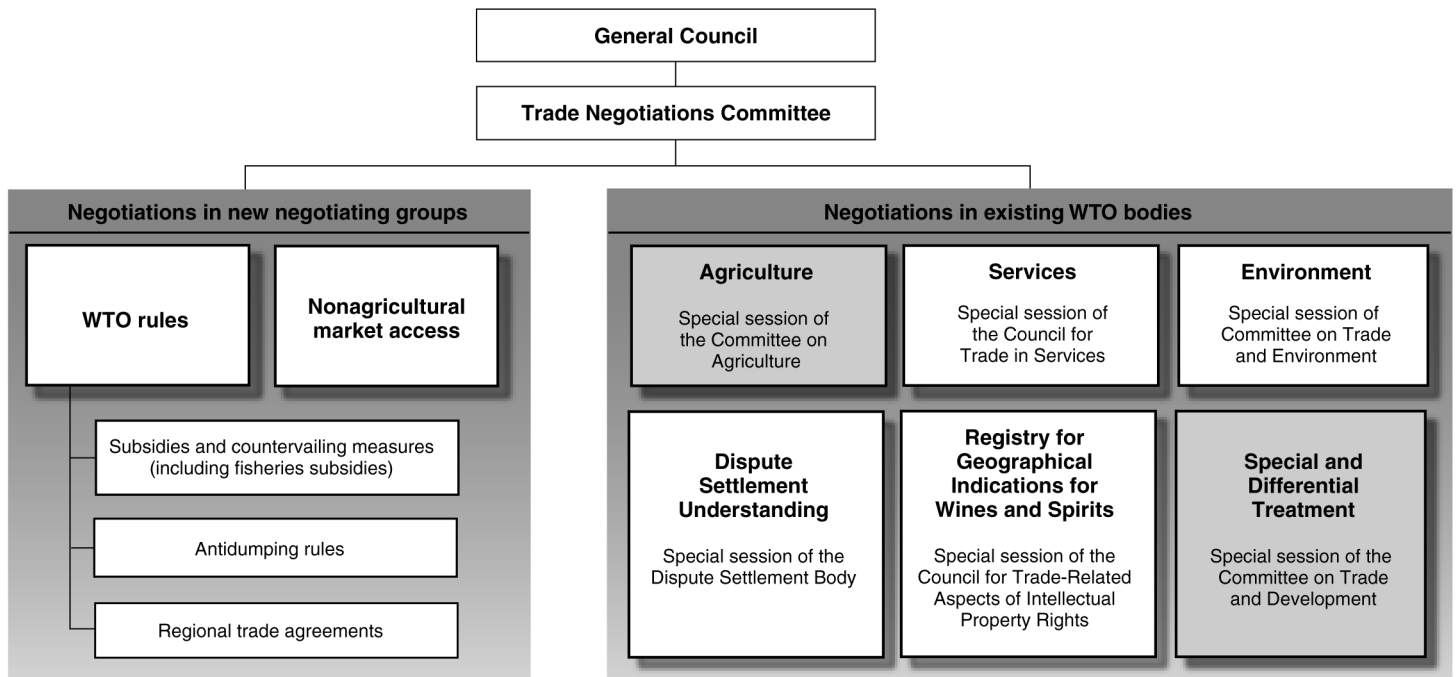 General Council
Trade Negotiations Committee
Negotiations in new negotiating groups
WTO rules
Nonagricultural
market access
Subsidies and countervailing measures
(including fisheries subsidies)
Antidumping rules
Regional trade agreements
Negotiations in existing WTO bodies
Agriculture
Special session of
the Committee on
Agriculture
Services
Special session of
the Council for
Trade in Services
Environment
Special session of
Committee on Trade
and Environment
Dispute
Settlement
Understanding
Special session of the
Dispute Settlement Body
Registry for
Geographical
Indications for
Wines and Spirits
Special session of the
Council for Trade-Related
Aspects of Intellectual
Property Rights
Special and
Differential
Treatment
Special session of the
Committee on Trade
and Development